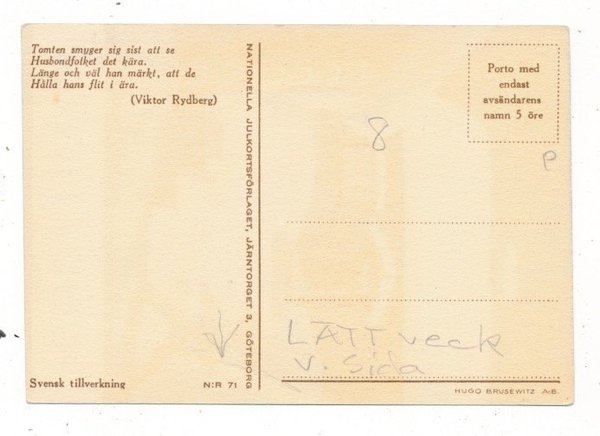 Tomten smyger sig sist att se
Husbondfolket det kära.
Länge och väl han märkt, att de
Hålla hans flit i ära.
(Viktor Rydberg)
NATIONELLA JULKORTSFÖRLAGET, JÄRNTORGET 3, GÖTEBORG
Porto med
endast
avsändarens
namn 5 öre
8
P
LÄTT veck
v. sida
Svensk tillverkning
N:R 71
HUGO BRUSEWITZ A.-B.